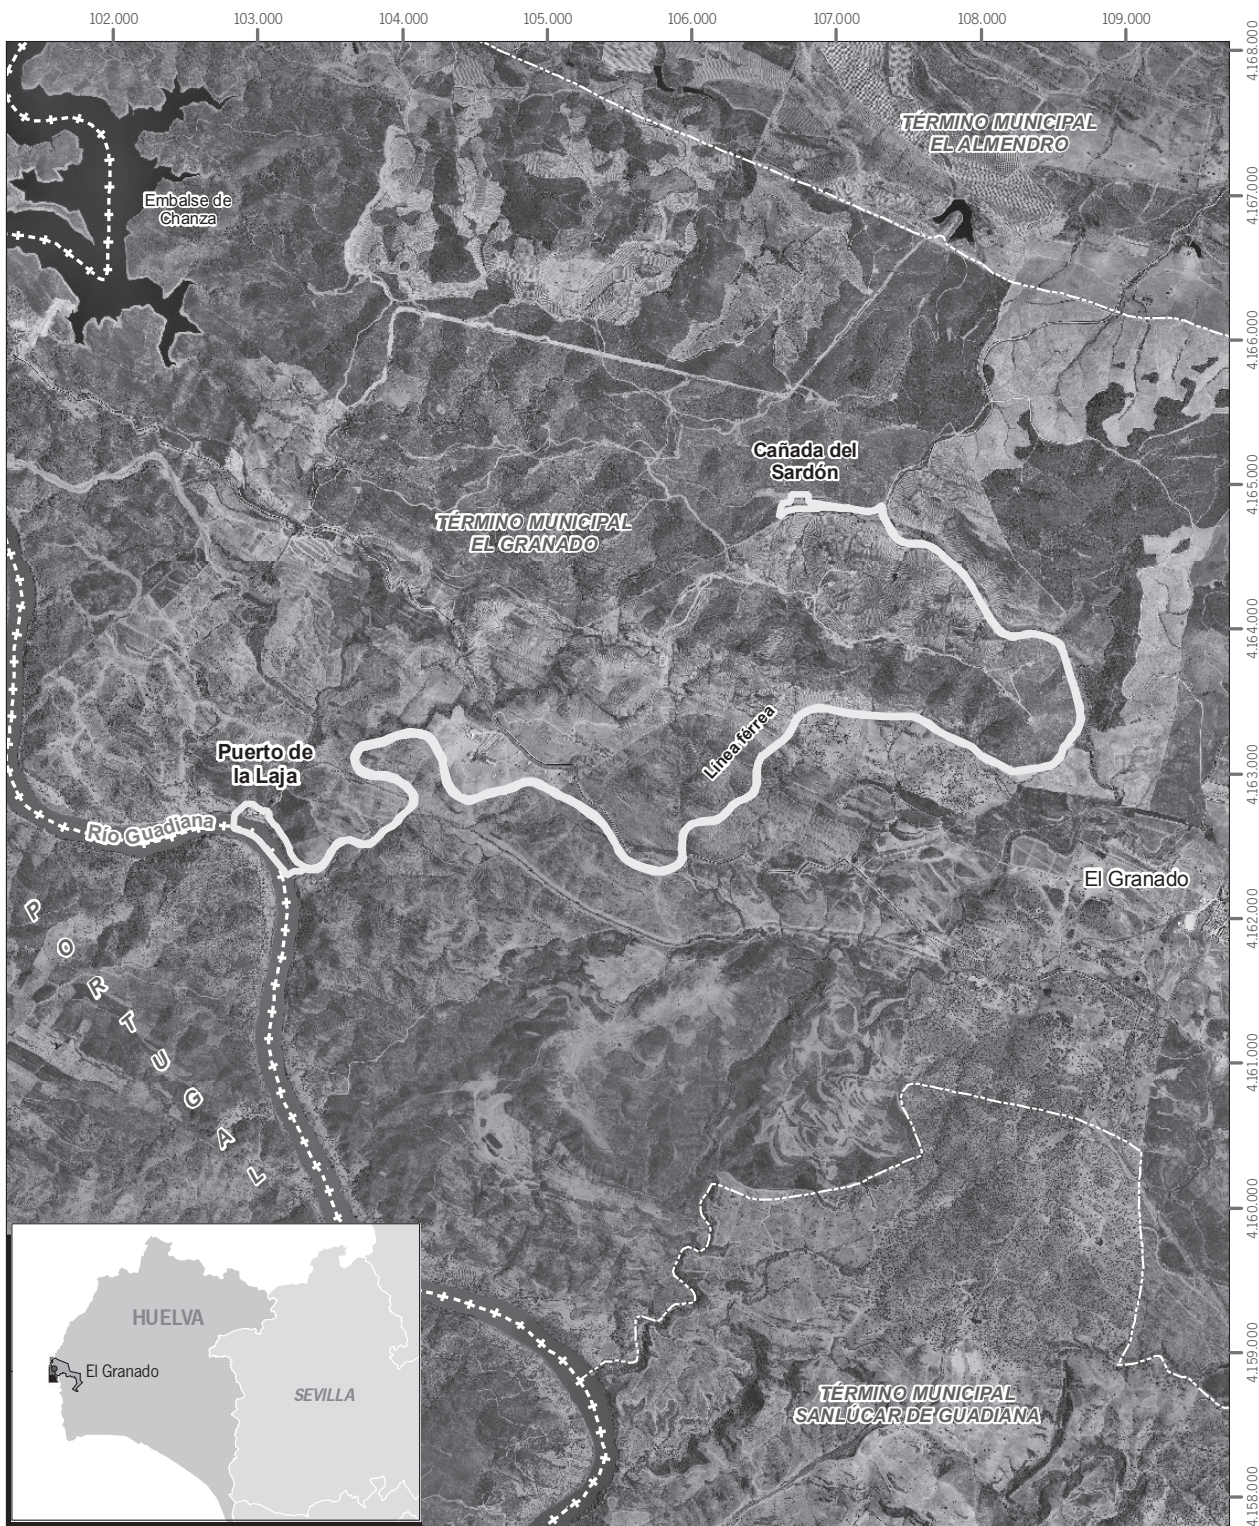 102.000 103.000 104.000 105.000 106.000 107.000 108.000 109.000
4.168.000
TÉRMINO MUNICIPAL
EL ALMENDRO
4.167.000
Embalse de
Chanza
4.166.000
Cañada del
Sardón
4.165.000
TÉRMINO MUNICIPAL
EL GRANADO
4.164.000
Línea férrea
Puerto de
la Laja
4.163.000
Río Guadiana
El Granado
4.162.000
PORTUGAL
4.161.000
4.160.000
HUELVA
El Granado
SEVILLA
4.159.000
TÉRMINO MUNICIPAL
SANLÚCAR DE GUADIANA
4.158.000